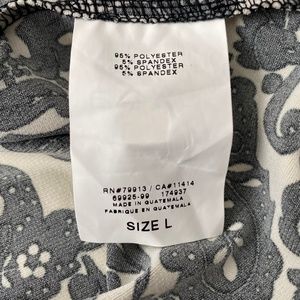 95% POLYESTER
5% SPANDEX
95% POLYESTER
5% SPANDEX
RN#79913 / CA#11414
69925-99 174937
MADE IN GUATEMALA
FABRIQUE EN GUATEMALA
SIZE L